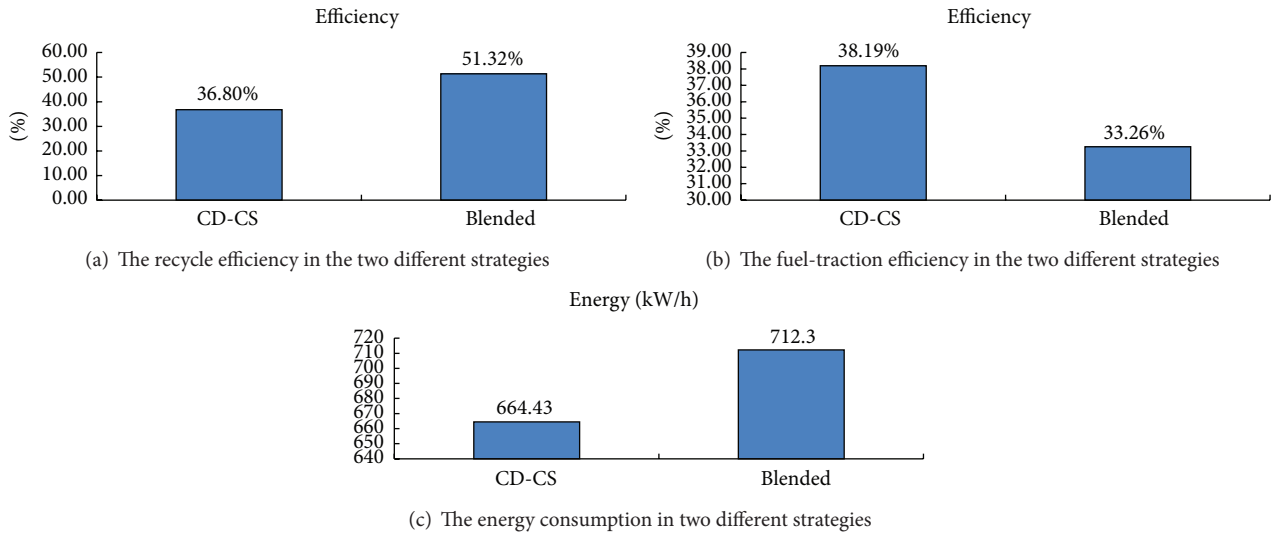 Efficiency
60.00
50.00
40.00
30.00
20.00
10.00
0.00
(%)
36.80%
51.32%
CD-CS
Blended
(a) The recycle efficiency in the two different strategies
Efficiency
39.00
38.00
37.00
36.00
35.00
34.00
33.00
32.00
31.00
30.00
(%)
38.19%
33.26%
CD-CS
Blended
(b) The fuel-traction efficiency in the two different strategies
Energy (kW/h)
720
710
700
690
680
670
660
650
640
664.43
712.3
CD-CS
Blended
(c) The energy consumption in two different strategies